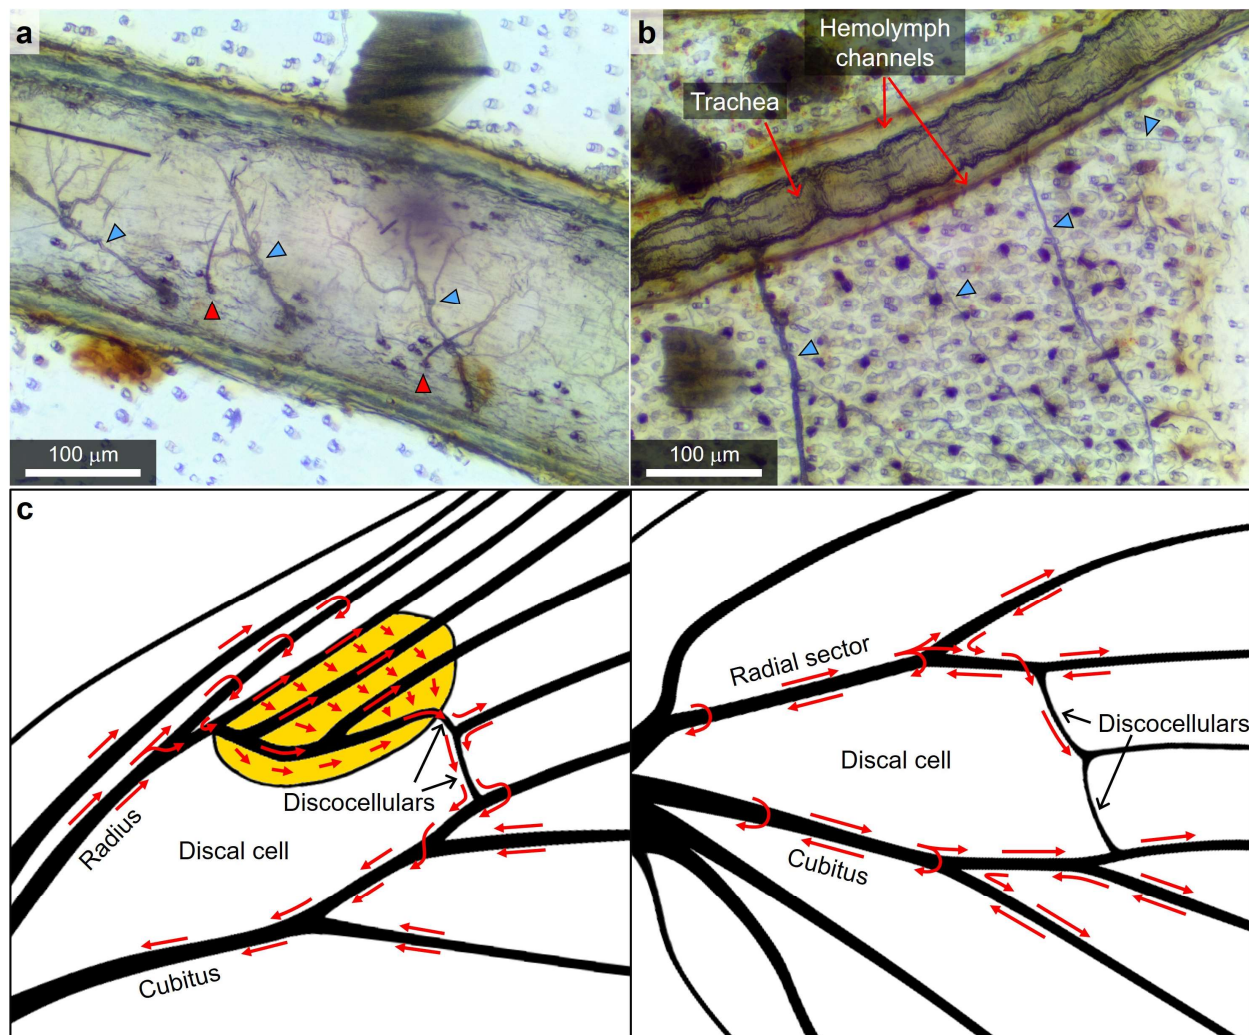 a
100 μm
b
Hemolymph
channels
Trachea
100 μm
c
Radius
Discocellulars
Discal cell
Cubitus
Radial sector
Discocellulars
Discal cell
Cubitus